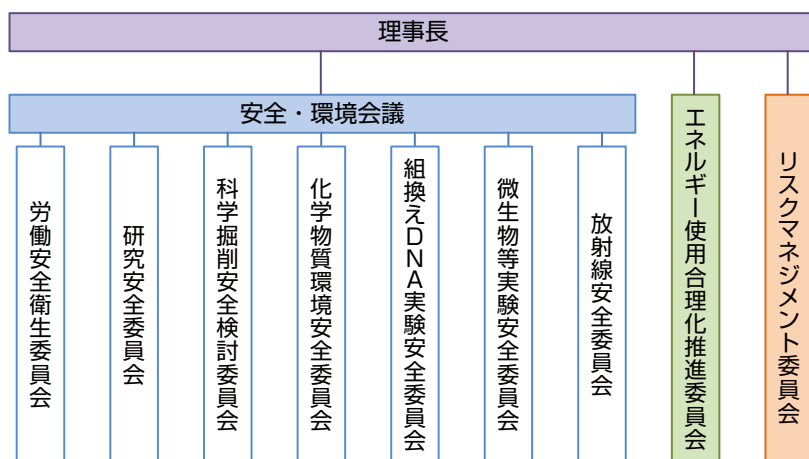 理事長
安全・環境会議
労働安全衛生委員会
研究安全委員会
科学掘削安全検討委員会
化学物質環境安全委員会
組換えDNA実験安全委員会
微生物等実験安全委員会
放射線安全委員会
エネルギー使用合理化推進委員会
リスクマネジメント委員会